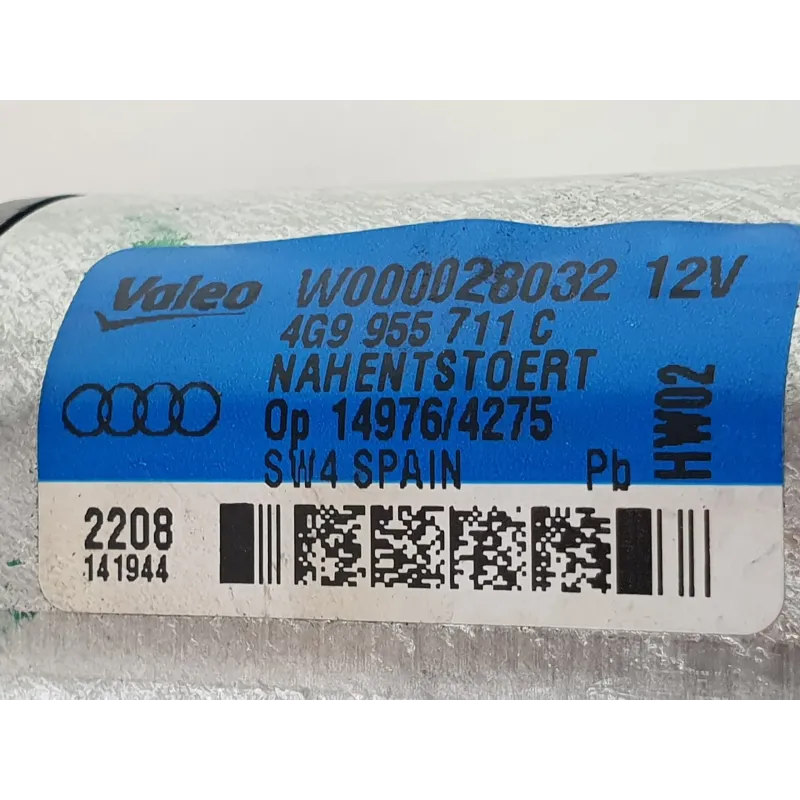 Valeo W000028032 12V
4G9 955 711 C
NAHENTSTOERT
Op 14976/4275
SW4 SPAIN Pb
HW02
2208
141944